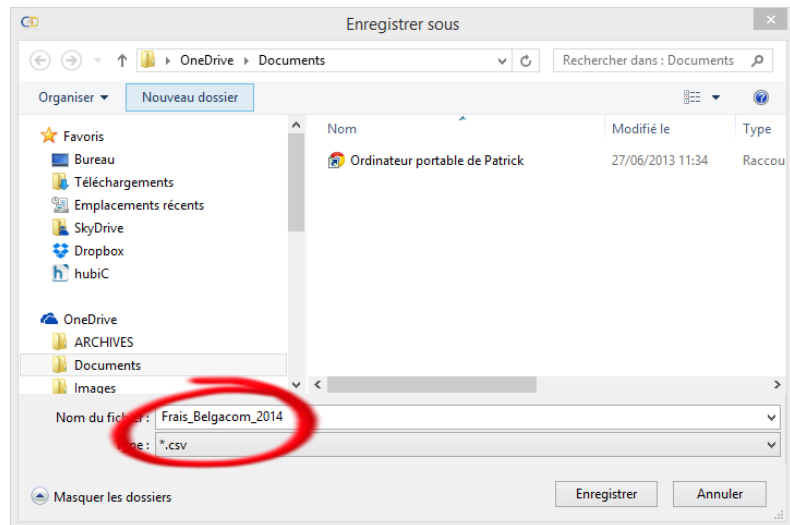 Enregistrer sous
OneDrive Documents
Rechercher dans : Documents
Organiser Nouveau dossier
Nom Modifié le Type
Ordinateur portable de Patrick 27/06/2013 11:34 Raccou
Favoris
Bureau
Téléchargements
Emplacements récents
SkyDrive
Dropbox
hubiC
OneDrive
ARCHIVES
Documents
Images
Nom du fichier : Frais_Belgacom_2014
Type : *.csv
Masquer les dossiers
Enregistrer Annuler